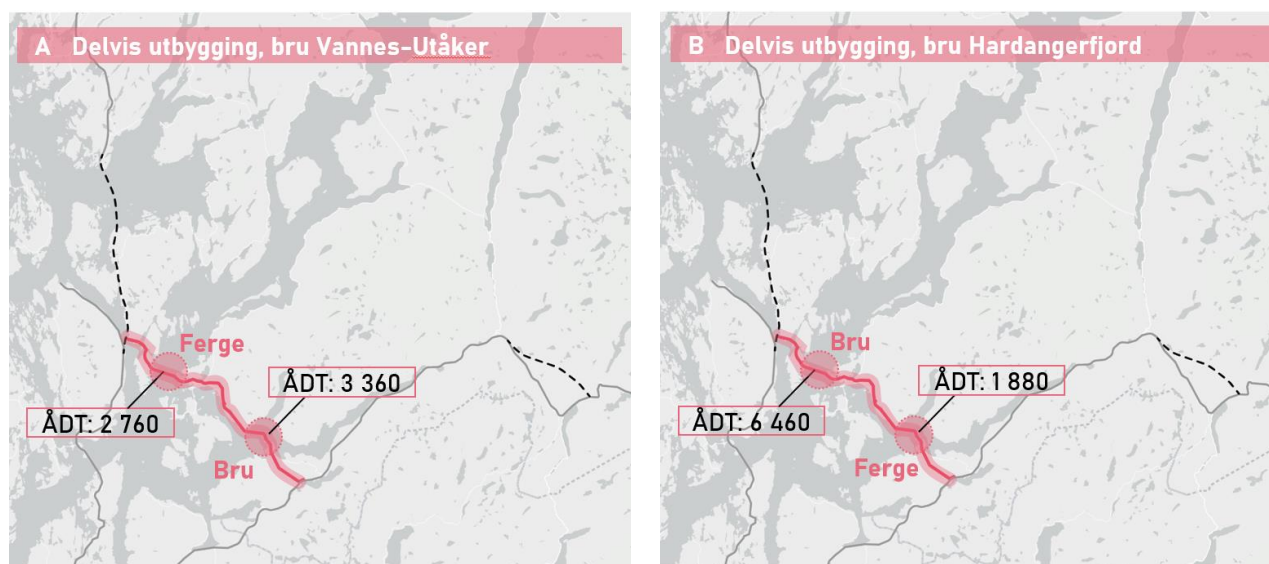 A Delvis utbygging, bru Vannes-Utåker
Ferge
ÅDT: 3 360
ÅDT: 2 760
Bru
B Delvis utbygging, bru Hardangerfjord
Bru
ÅDT: 1 880
ÅDT: 6 460
Ferge